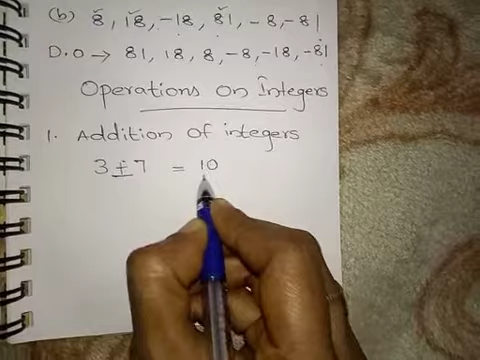 (b) 8, 18, -18, 81, -8, -81
D.O → 81, 18, 8, -8, -18, -81
Operations on Integers
1. Addition of integers
3 + 7 = 10